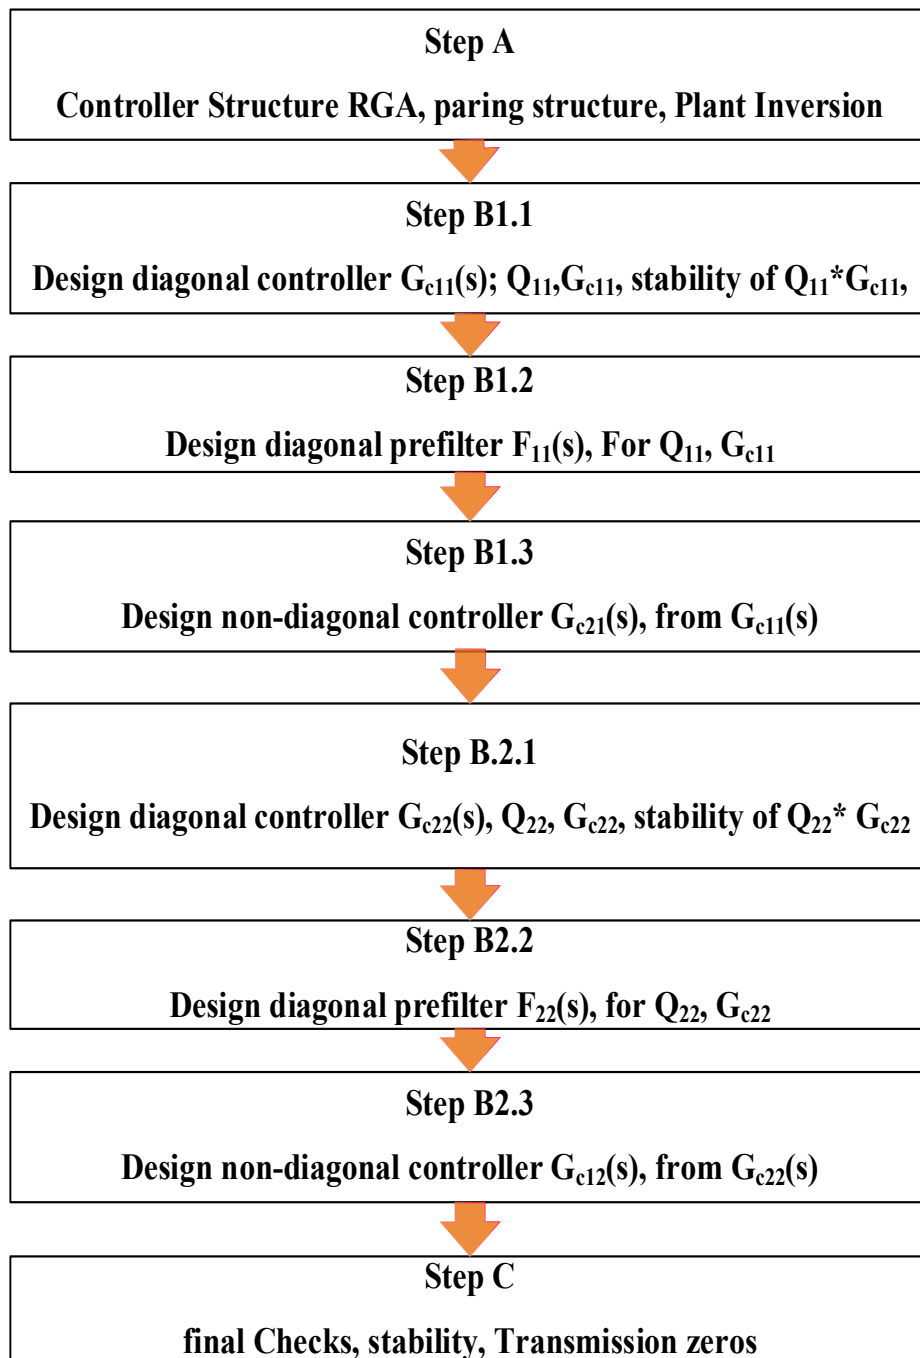 Step A
Controller Structure RGA, paring structure, Plant Inversion
Step B1.1
Design diagonal controller Gc11(s); Q11,Gc11, stability of Q11*Gc11,
Step B1.2
Design diagonal prefilter F11(s), For Q11, Gc11
Step B1.3
Design non-diagonal controller Gc21(s), from Gc11(s)
Step B.2.1
Design diagonal controller Gc22(s), Q22, Gc22, stability of Q22* Gc22
Step B2.2
Design diagonal prefilter F22(s), for Q22, Gc22
Step B2.3
Design non-diagonal controller Gc12(s), from Gc22(s)
Step C
final Checks, stability, Transmission zeros